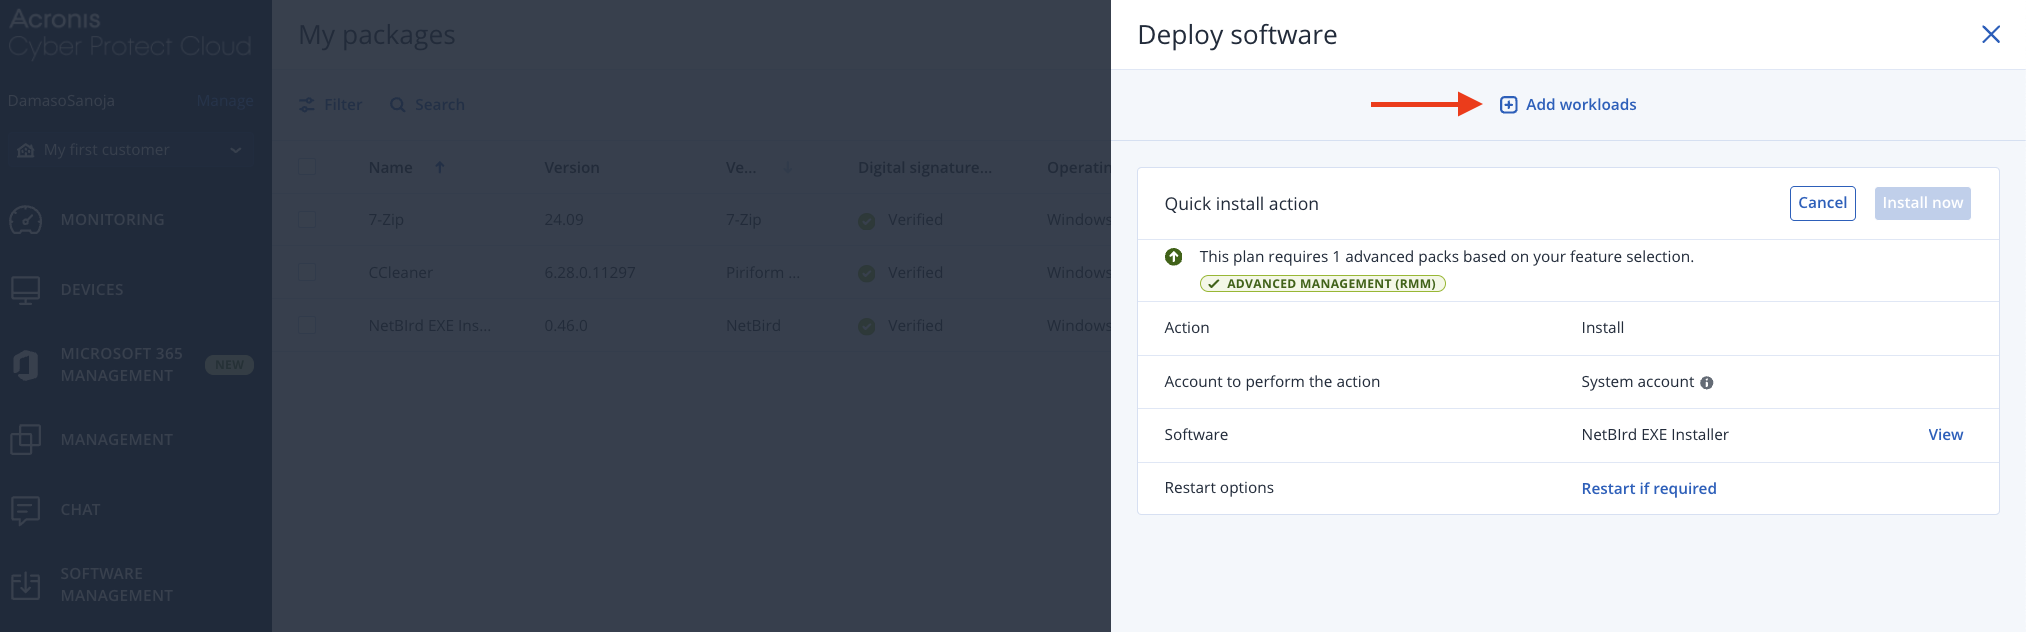 Acronis
Cyber Protect Cloud
DamasoSanoja Manage
My first customer
MONITORING
DEVICES
MICROSOFT 365
MANAGEMENT
NEW
MANAGEMENT
CHAT
SOFTWARE
MANAGEMENT
My packages
Filter Search
Name Version Ve... Digital signature... Operatin
7-Zip 24.09 7-Zip Verified Windows
CCleaner 6.28.0.11297 Piriform ... Verified Windows
NetBIrd EXE Ins... 0.46.0 NetBird Verified Windows
Deploy software
Add workloads
Quick install action
Cancel Install now
This plan requires 1 advanced packs based on your feature selection.
ADVANCED MANAGEMENT (RMM)
Action Install
Account to perform the action System account
Software NetBIrd EXE Installer View
Restart options Restart if required